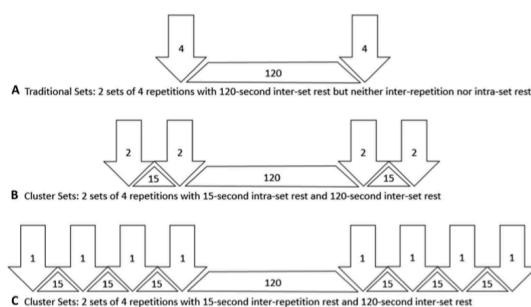 4 4
120
A Traditional Sets: 2 sets of 4 repetitions with 120-second inter-set rest but neither inter-repetition nor intra-set rest
2 2 2 2
15 120 15
B Cluster Sets: 2 sets of 4 repetitions with 15-second intra-set rest and 120-second inter-set rest
1 1 1 1 1 1 1 1
15 15 15 120 15 15 15
C Cluster Sets: 2 sets of 4 repetitions with 15-second inter-repetition rest and 120-second inter-set rest